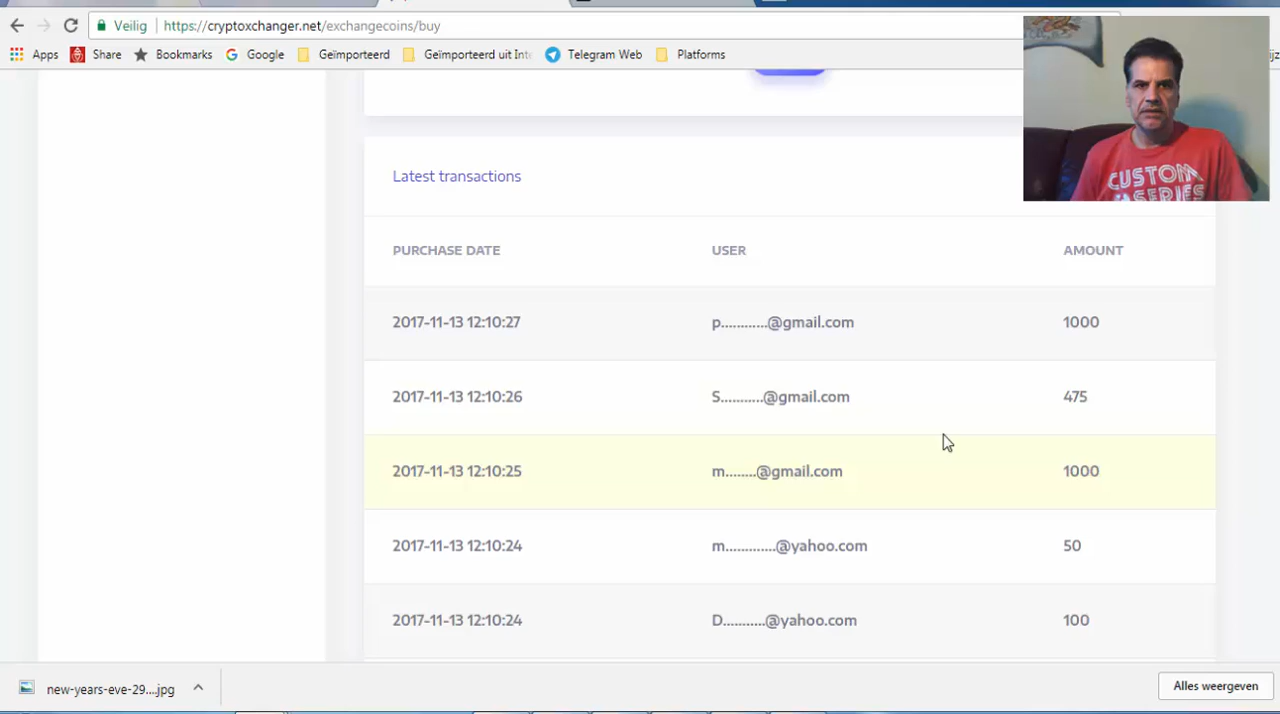 Veilig https://cryptoxchanger.net/exchangecoins/buy
Apps Share Bookmarks Google Geïmporteerd Geïmporteerd uit Telegram Web Platforms
CUSTOM
SERIES
Latest transactions
PURCHASE DATE USER AMOUNT
2017-11-13 12:10:27 p............@gmail.com 1000
2017-11-13 12:10:26 S...........@gmail.com 475
2017-11-13 12:10:25 m........@gmail.com 1000
2017-11-13 12:10:24 m.............@yahoo.com 50
2017-11-13 12:10:24 D...........@yahoo.com 100
new-years-eve-29....jpg Alles weergeven